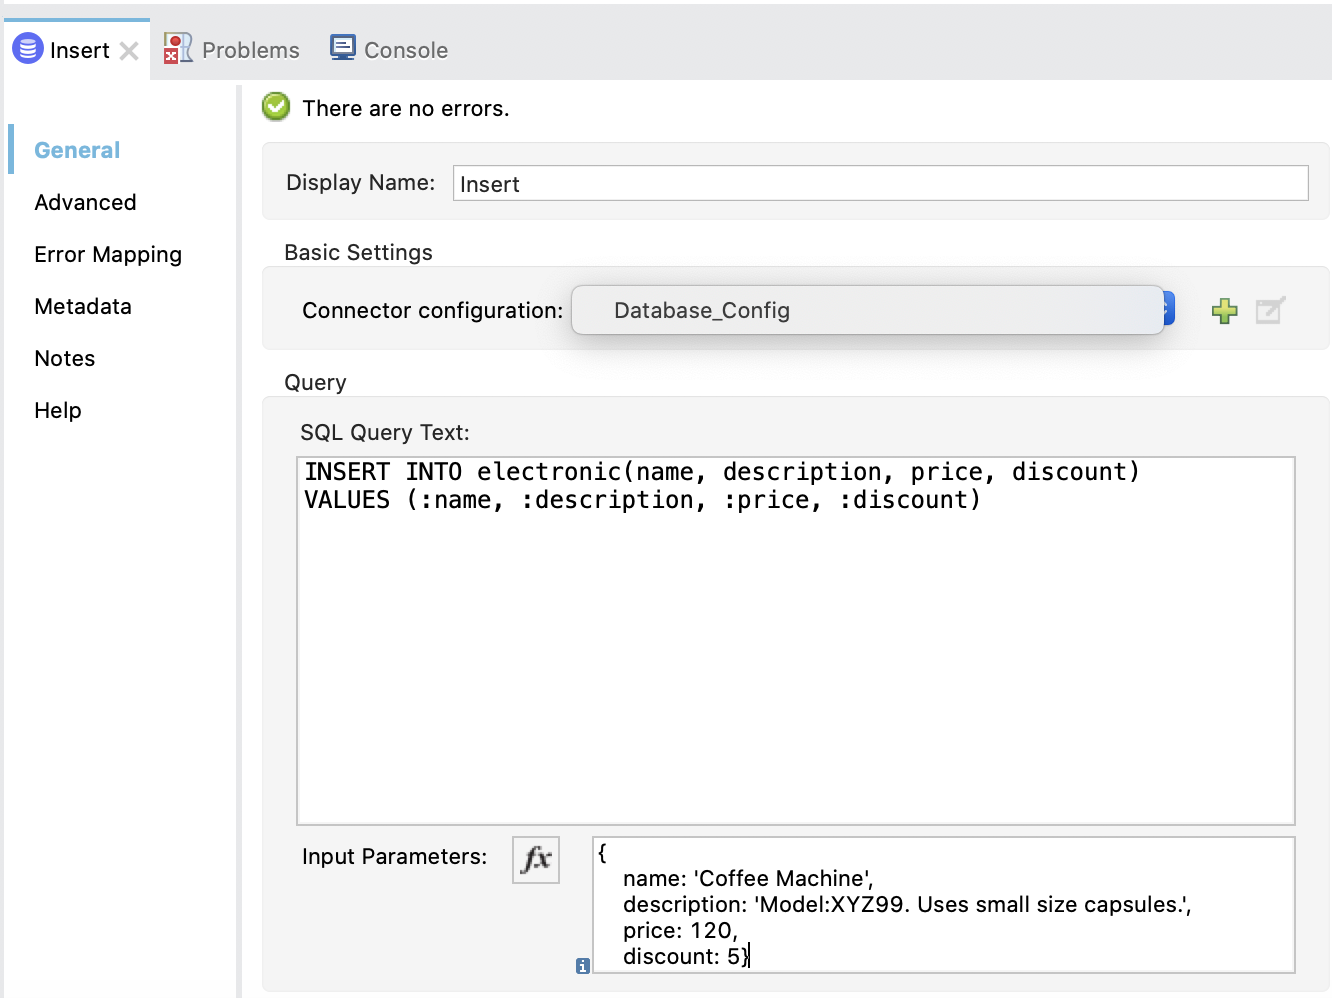 Insert
Problems
Console
There are no errors.
General
Advanced
Error Mapping
Metadata
Notes
Help
Display Name:
Insert
Basic Settings
Connector configuration:
Database_Config
Query
SQL Query Text:
INSERT INTO electronic(name, description, price, discount)
VALUES (:name, :description, :price, :discount)
Input Parameters:
fx
{
name: 'Coffee Machine',
description: 'Model:XYZ99. Uses small size capsules.',
price: 120,
discount: 5}